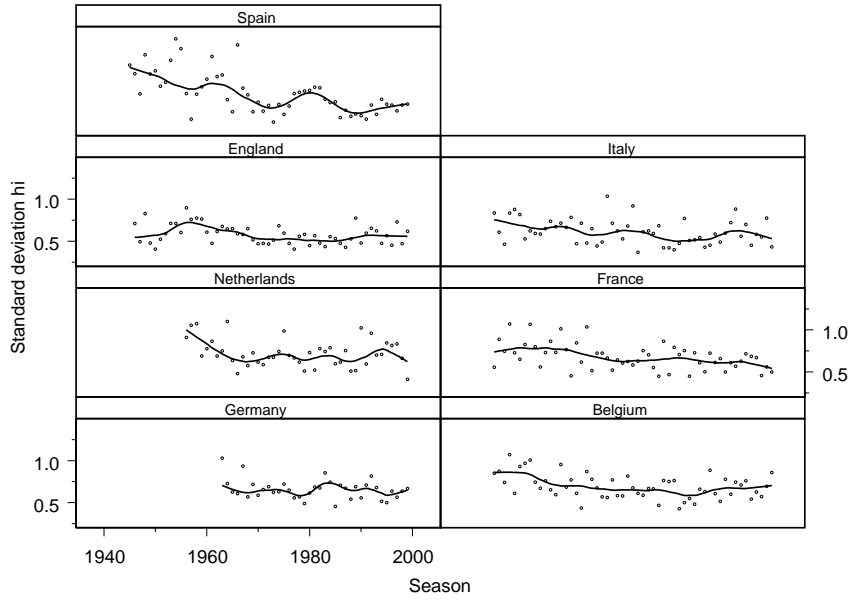 Spain
England
Italy
1.0
0.5
Netherlands
France
1.0
0.5
Germany
Belgium
1.0
0.5
1940 1960 1980 2000
Season
Standard deviation hi